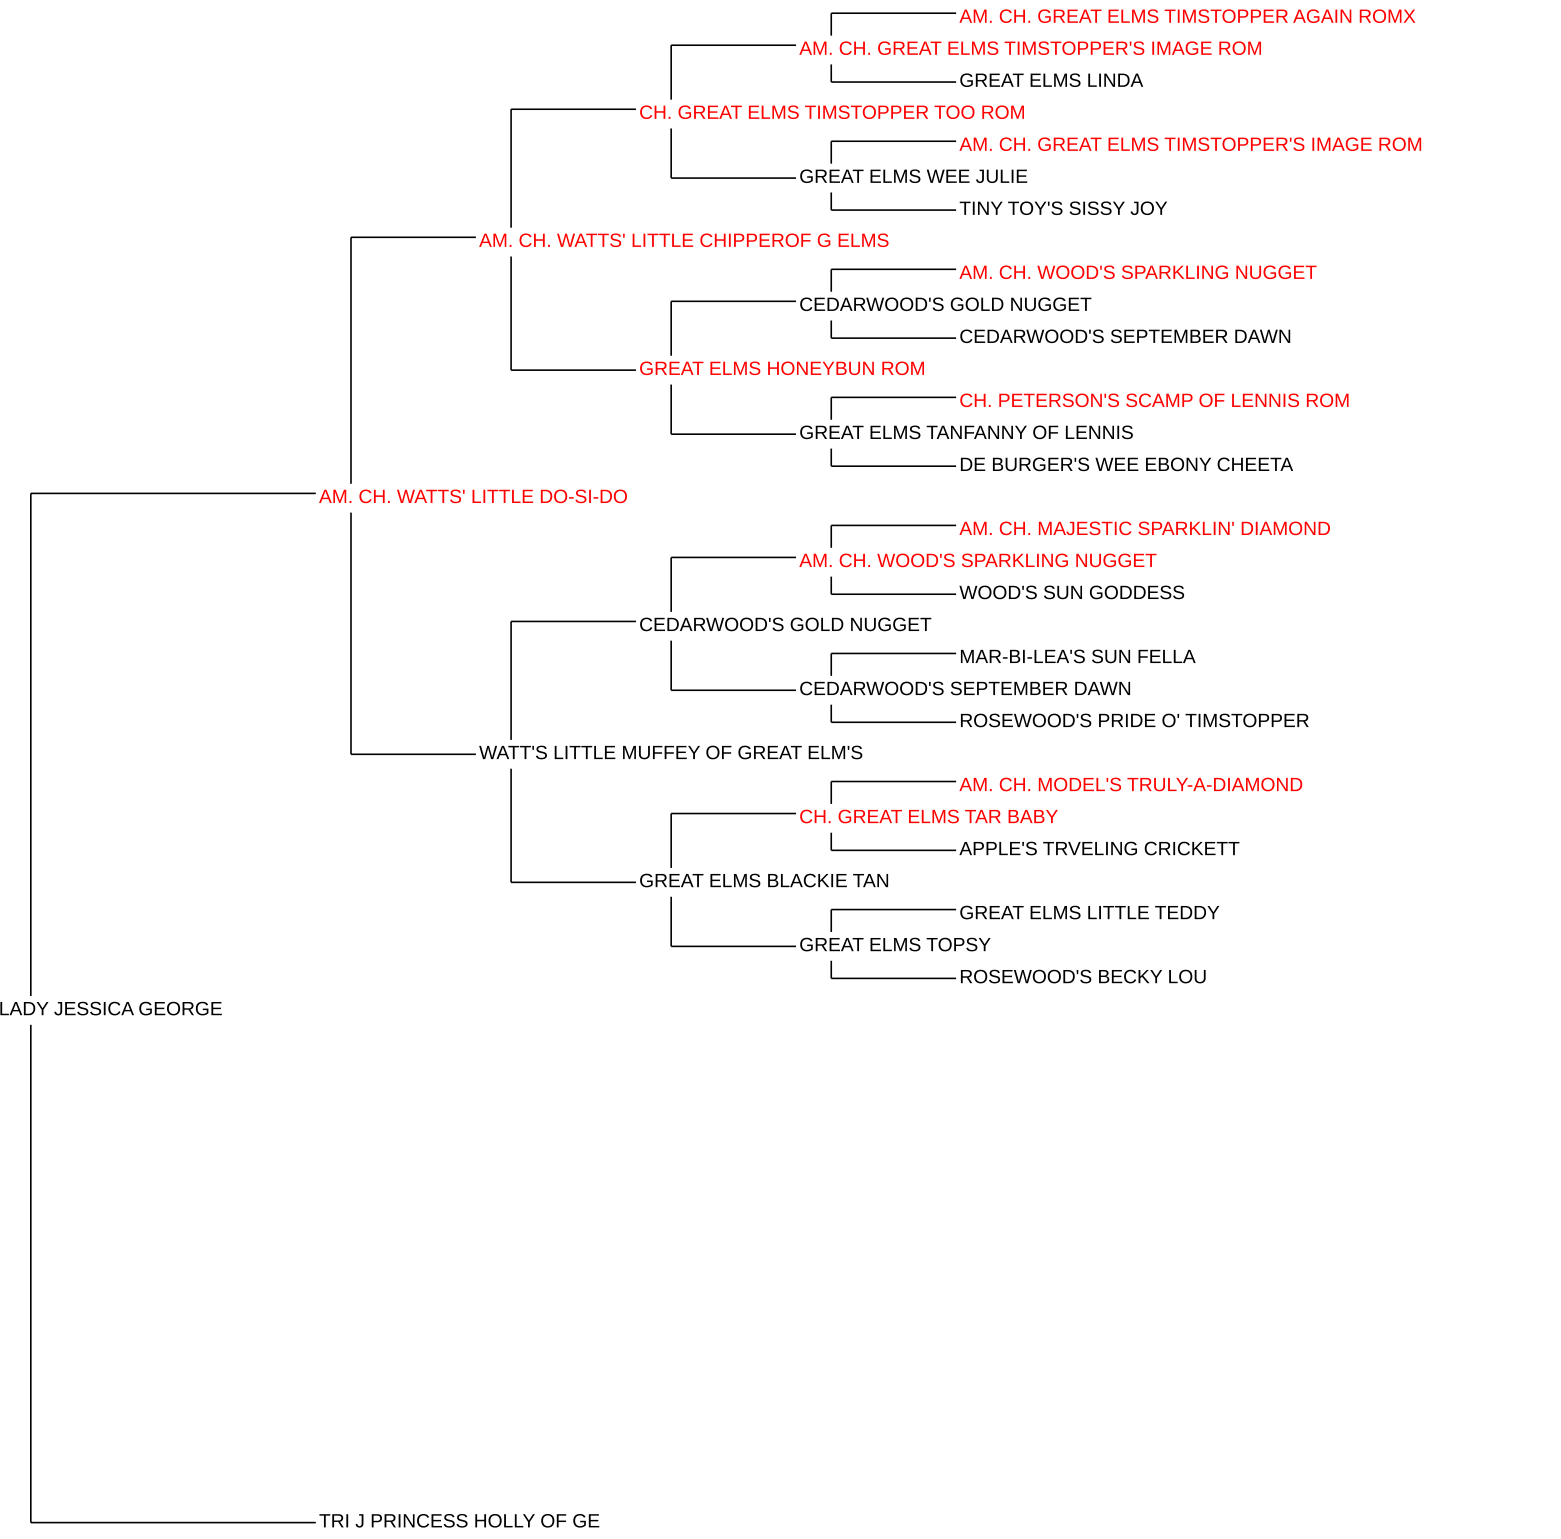 AM. CH. GREAT ELMS TIMSTOPPER AGAIN ROMX
AM. CH. GREAT ELMS TIMSTOPPER'S IMAGE ROM
GREAT ELMS LINDA
CH. GREAT ELMS TIMSTOPPER TOO ROM
AM. CH. GREAT ELMS TIMSTOPPER'S IMAGE ROM
GREAT ELMS WEE JULIE
TINY TOY'S SISSY JOY
AM. CH. WATTS' LITTLE CHIPPEROF G ELMS
AM. CH. WOOD'S SPARKLING NUGGET
CEDARWOOD'S GOLD NUGGET
CEDARWOOD'S SEPTEMBER DAWN
GREAT ELMS HONEYBUN ROM
CH. PETERSON'S SCAMP OF LENNIS ROM
GREAT ELMS TANFANNY OF LENNIS
DE BURGER'S WEE EBONY CHEETA
AM. CH. WATTS' LITTLE DO-SI-DO
AM. CH. MAJESTIC SPARKLIN' DIAMOND
AM. CH. WOOD'S SPARKLING NUGGET
WOOD'S SUN GODDESS
CEDARWOOD'S GOLD NUGGET
MAR-BI-LEA'S SUN FELLA
CEDARWOOD'S SEPTEMBER DAWN
ROSEWOOD'S PRIDE O' TIMSTOPPER
WATT'S LITTLE MUFFEY OF GREAT ELM'S
AM. CH. MODEL'S TRULY-A-DIAMOND
CH. GREAT ELMS TAR BABY
APPLE'S TRVELING CRICKETT
GREAT ELMS BLACKIE TAN
GREAT ELMS LITTLE TEDDY
GREAT ELMS TOPSY
ROSEWOOD'S BECKY LOU
LADY JESSICA GEORGE
TRI J PRINCESS HOLLY OF GE